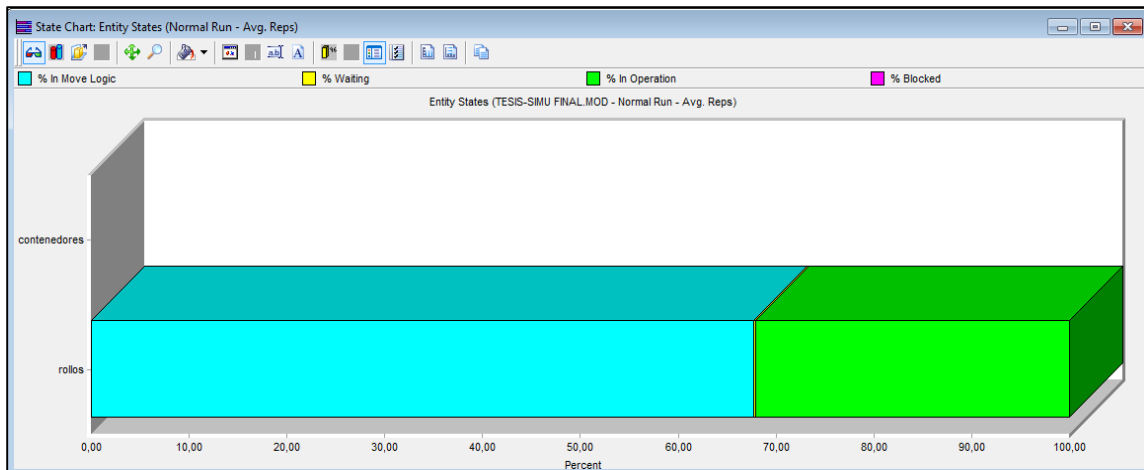 State Chart: Entity States (Normal Run - Avg. Reps)
% In Move Logic % Waiting % In Operation % Blocked
Entity States (TESIS-SIMU FINAL.MOD - Normal Run - Avg. Reps)
contenedores
rollos
0,00 10,00 20,00 30,00 40,00 50,00 60,00 70,00 80,00 90,00 100,00
Percent